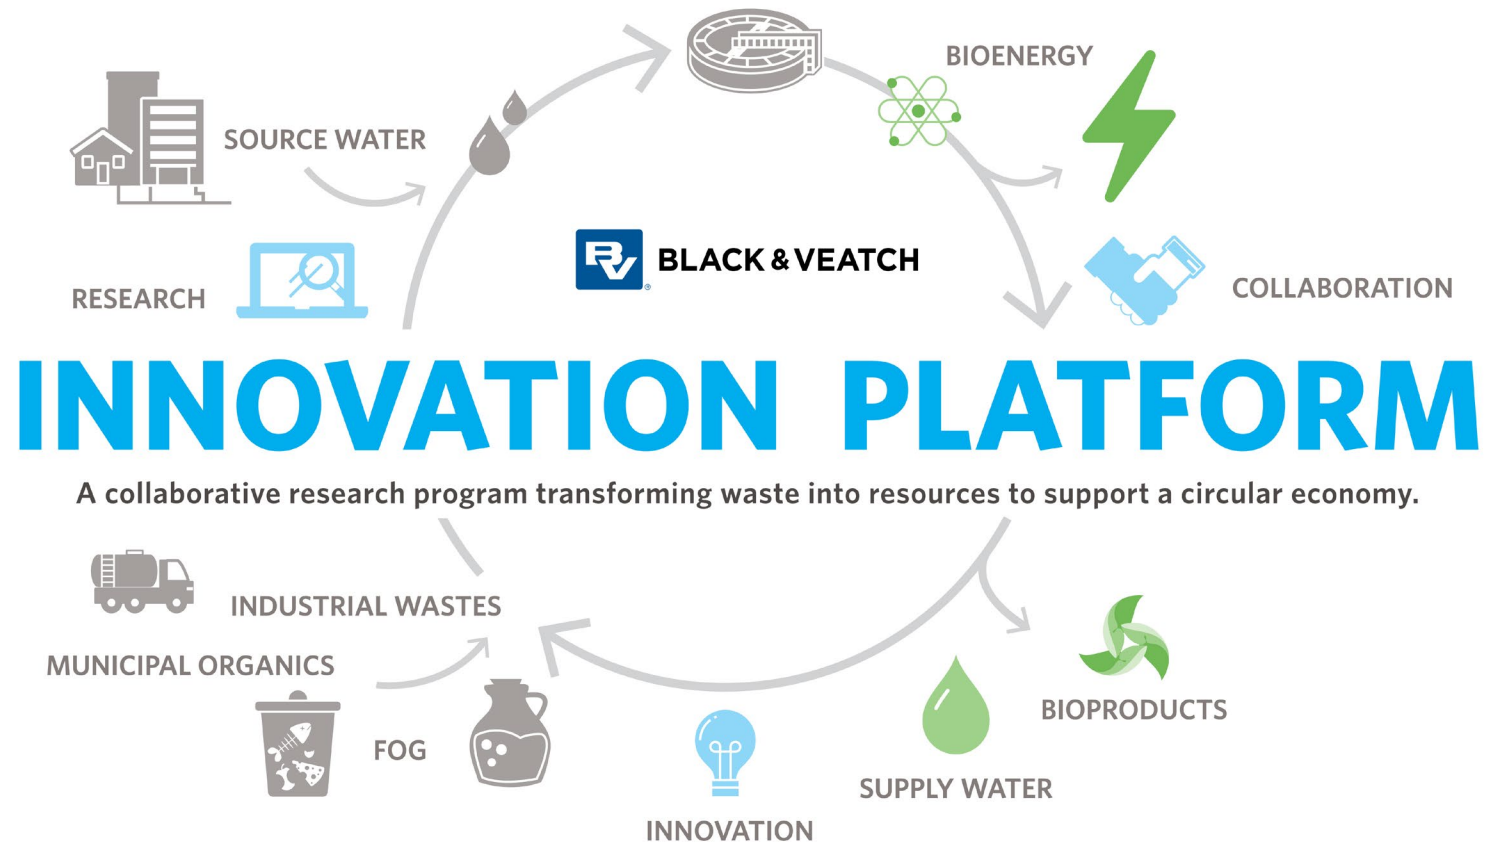 BIOENERGY
SOURCE WATER
BV
BLACK & VEATCH
RESEARCH
COLLABORATION
INNOVATION PLATFORM
A collaborative research program transforming waste into resources to support a circular economy.
INDUSTRIAL WASTES
MUNICIPAL ORGANICS
FOG
BIOPRODUCTS
SUPPLY WATER
INNOVATION